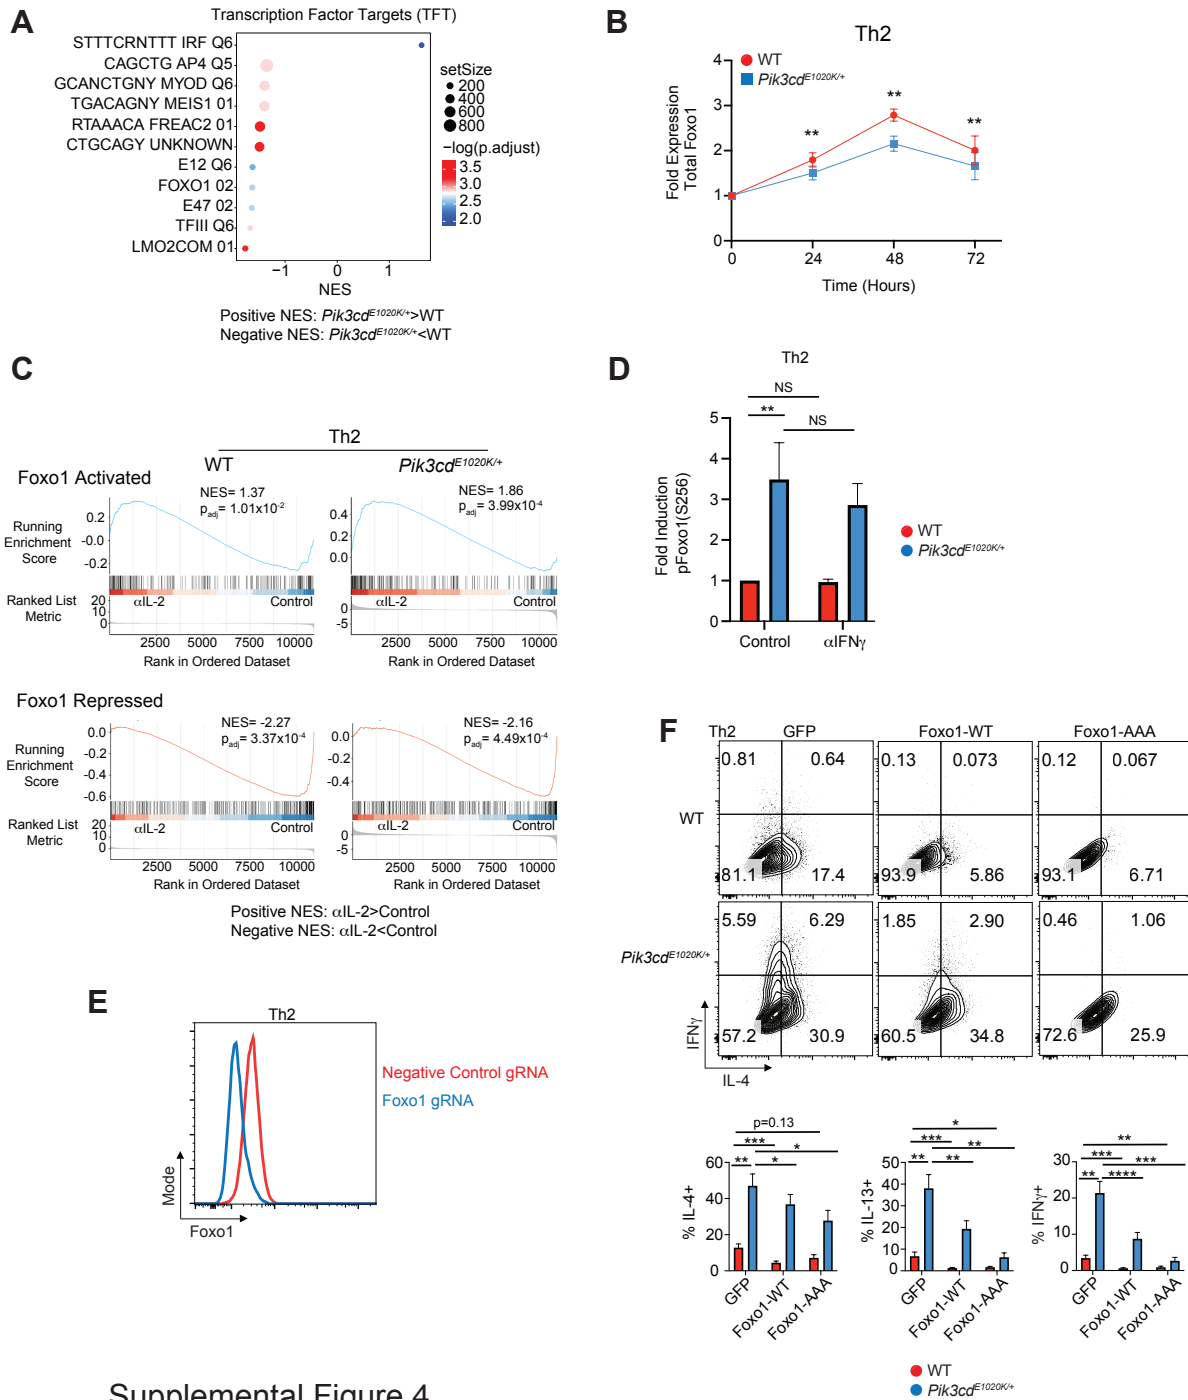 A
Transcription Factor Targets (TFT)
STTTCRNTTT IRF Q6
CAGCTG AP4 Q5
GCANCTGNY MYOD Q6
TGACAGNY MEIS1 01
RTAAACA FREAC2 01
CTGCAGY UNKNOWN
E12 Q6
FOXO1 02
E47 02
TFIII Q6
LMO2COM 01
−1 0 1
NES
setSize
200
400
600
800
−log(p.adjust)
3.5
3.0
2.5
2.0
Positive NES: Pik3cdE1020K/+>WT
Negative NES: Pik3cdE1020K/+<WT
B
Th2
WT
Pik3cdE1020K/+
Fold Expression
Total Foxo1
4
3
2
1
0
0 24 48 72
** ** **
Time (Hours)
C
Th2
WT Pik3cdE1020K/+
Foxo1 Activated
Running
Enrichment
Score
0.2
-0.0
-0.2
NES= 1.37
padj= 1.01x10-2
0.4
0.2
0.0
NES= 1.86
padj= 3.99x10-4
Ranked List
Metric
20
10
0
αIL-2 Control
0
-5
αIL-2 Control
2500 5000 7500 10000
Rank in Ordered Dataset
2500 5000 7500 10000
Rank in Ordered Dataset
Foxo1 Repressed
Running
Enrichment
Score
0.0
-0.2
-0.4
-0.6
NES= -2.27
padj= 3.37x10-4
0.0
-0.2
-0.4
NES= -2.16
padj= 4.49x10-4
Ranked List
Metric
20
10
0
αIL-2 Control
0
-5
αIL-2 Control
2500 5000 7500 10000
Rank in Ordered Dataset
2500 5000 7500 10000
Rank in Ordered Dataset
Positive NES: αIL-2>Control
Negative NES: αIL-2<Control
D
Th2
NS
**
NS
Fold Induction
pFoxo1(S256)
5
4
3
2
1
0
Control αIFNγ
WT
Pik3cdE1020K/+
E
Th2
Negative Control gRNA
Foxo1 gRNA
Mode
Foxo1
F
Th2 GFP Foxo1-WT Foxo1-AAA
WT
0.81 0.64 0.13 0.073 0.12 0.067
81.1 17.4 93.9 5.86 93.1 6.71
Pik3cdE1020K/+
5.59 6.29 1.85 2.90 0.46 1.06
57.2 30.9 60.5 34.8 72.6 25.9
IFNγ
IL-4
p=0.13
*** *
** *
% IL-4+
60
40
20
0
GFP Foxo1-WT Foxo1-AAA
*
*** **
** **
% IL-13+
50
40
30
20
10
0
GFP Foxo1-WT Foxo1-AAA
**
*** ***
** ****
% IFNγ+
30
20
10
0
GFP Foxo1-WT Foxo1-AAA
WT
Pik3cdE1020K/+
Supplemental Figure 4